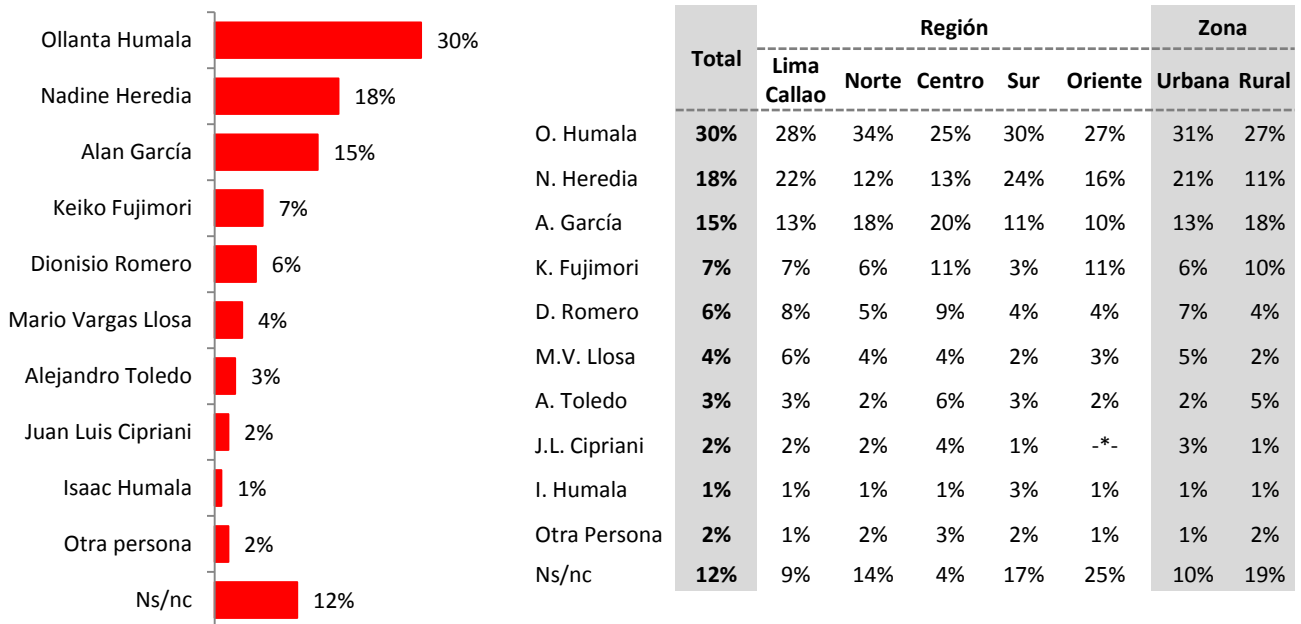 Ollanta Humala 30%
Nadine Heredia 18%
Alan García 15%
Keiko Fujimori 7%
Dionisio Romero 6%
Mario Vargas Llosa 4%
Alejandro Toledo 3%
Juan Luis Cipriani 2%
Isaac Humala 1%
Otra persona 2%
Ns/nc 12%
Región Zona
Total Lima Callao Norte Centro Sur Oriente Urbana Rural
O. Humala 30% 28% 34% 25% 30% 27% 31% 27%
N. Heredia 18% 22% 12% 13% 24% 16% 21% 11%
A. García 15% 13% 18% 20% 11% 10% 13% 18%
K. Fujimori 7% 7% 6% 11% 3% 11% 6% 10%
D. Romero 6% 8% 5% 9% 4% 4% 7% 4%
M.V. Llosa 4% 6% 4% 4% 2% 3% 5% 2%
A. Toledo 3% 3% 2% 6% 3% 2% 2% 5%
J.L. Cipriani 2% 2% 2% 4% 1% -*- 3% 1%
I. Humala 1% 1% 1% 1% 3% 1% 1% 1%
Otra Persona 2% 1% 2% 3% 2% 1% 1% 2%
Ns/nc 12% 9% 14% 4% 17% 25% 10% 19%